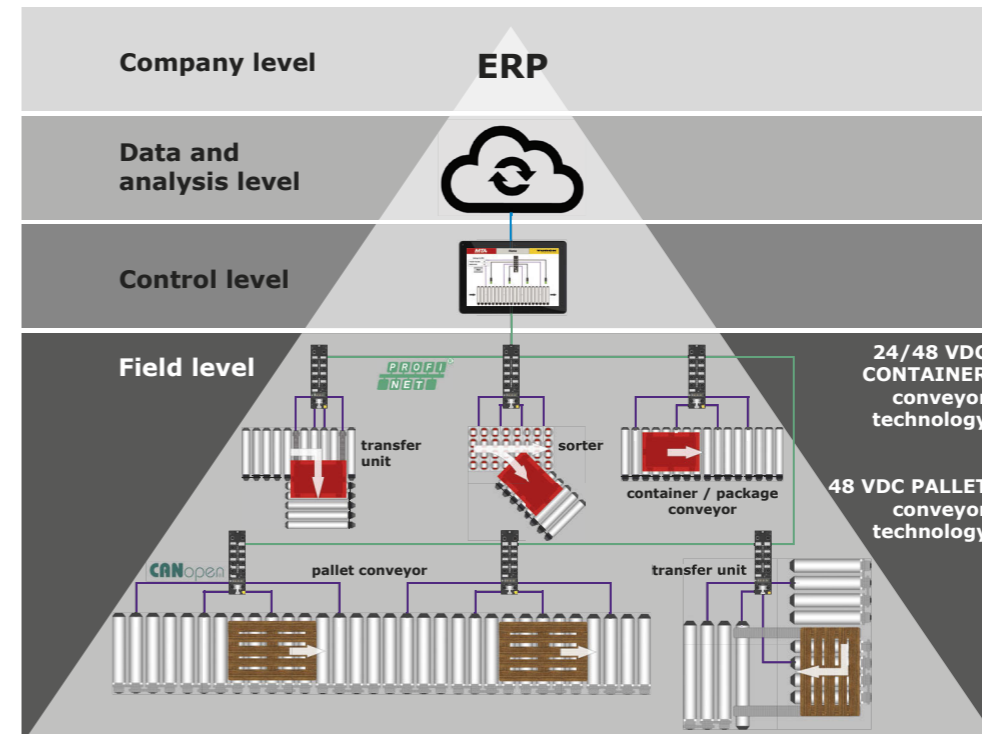 Company level
ERP
Data and
analysis level
Control level
Field level
PROFI
NET
24/48 VDC
CONTAINER
conveyor
technology
transfer
unit
sorter
container / package
conveyor
48 VDC PALLET
conveyor
technology
CANopen
pallet conveyor
transfer unit